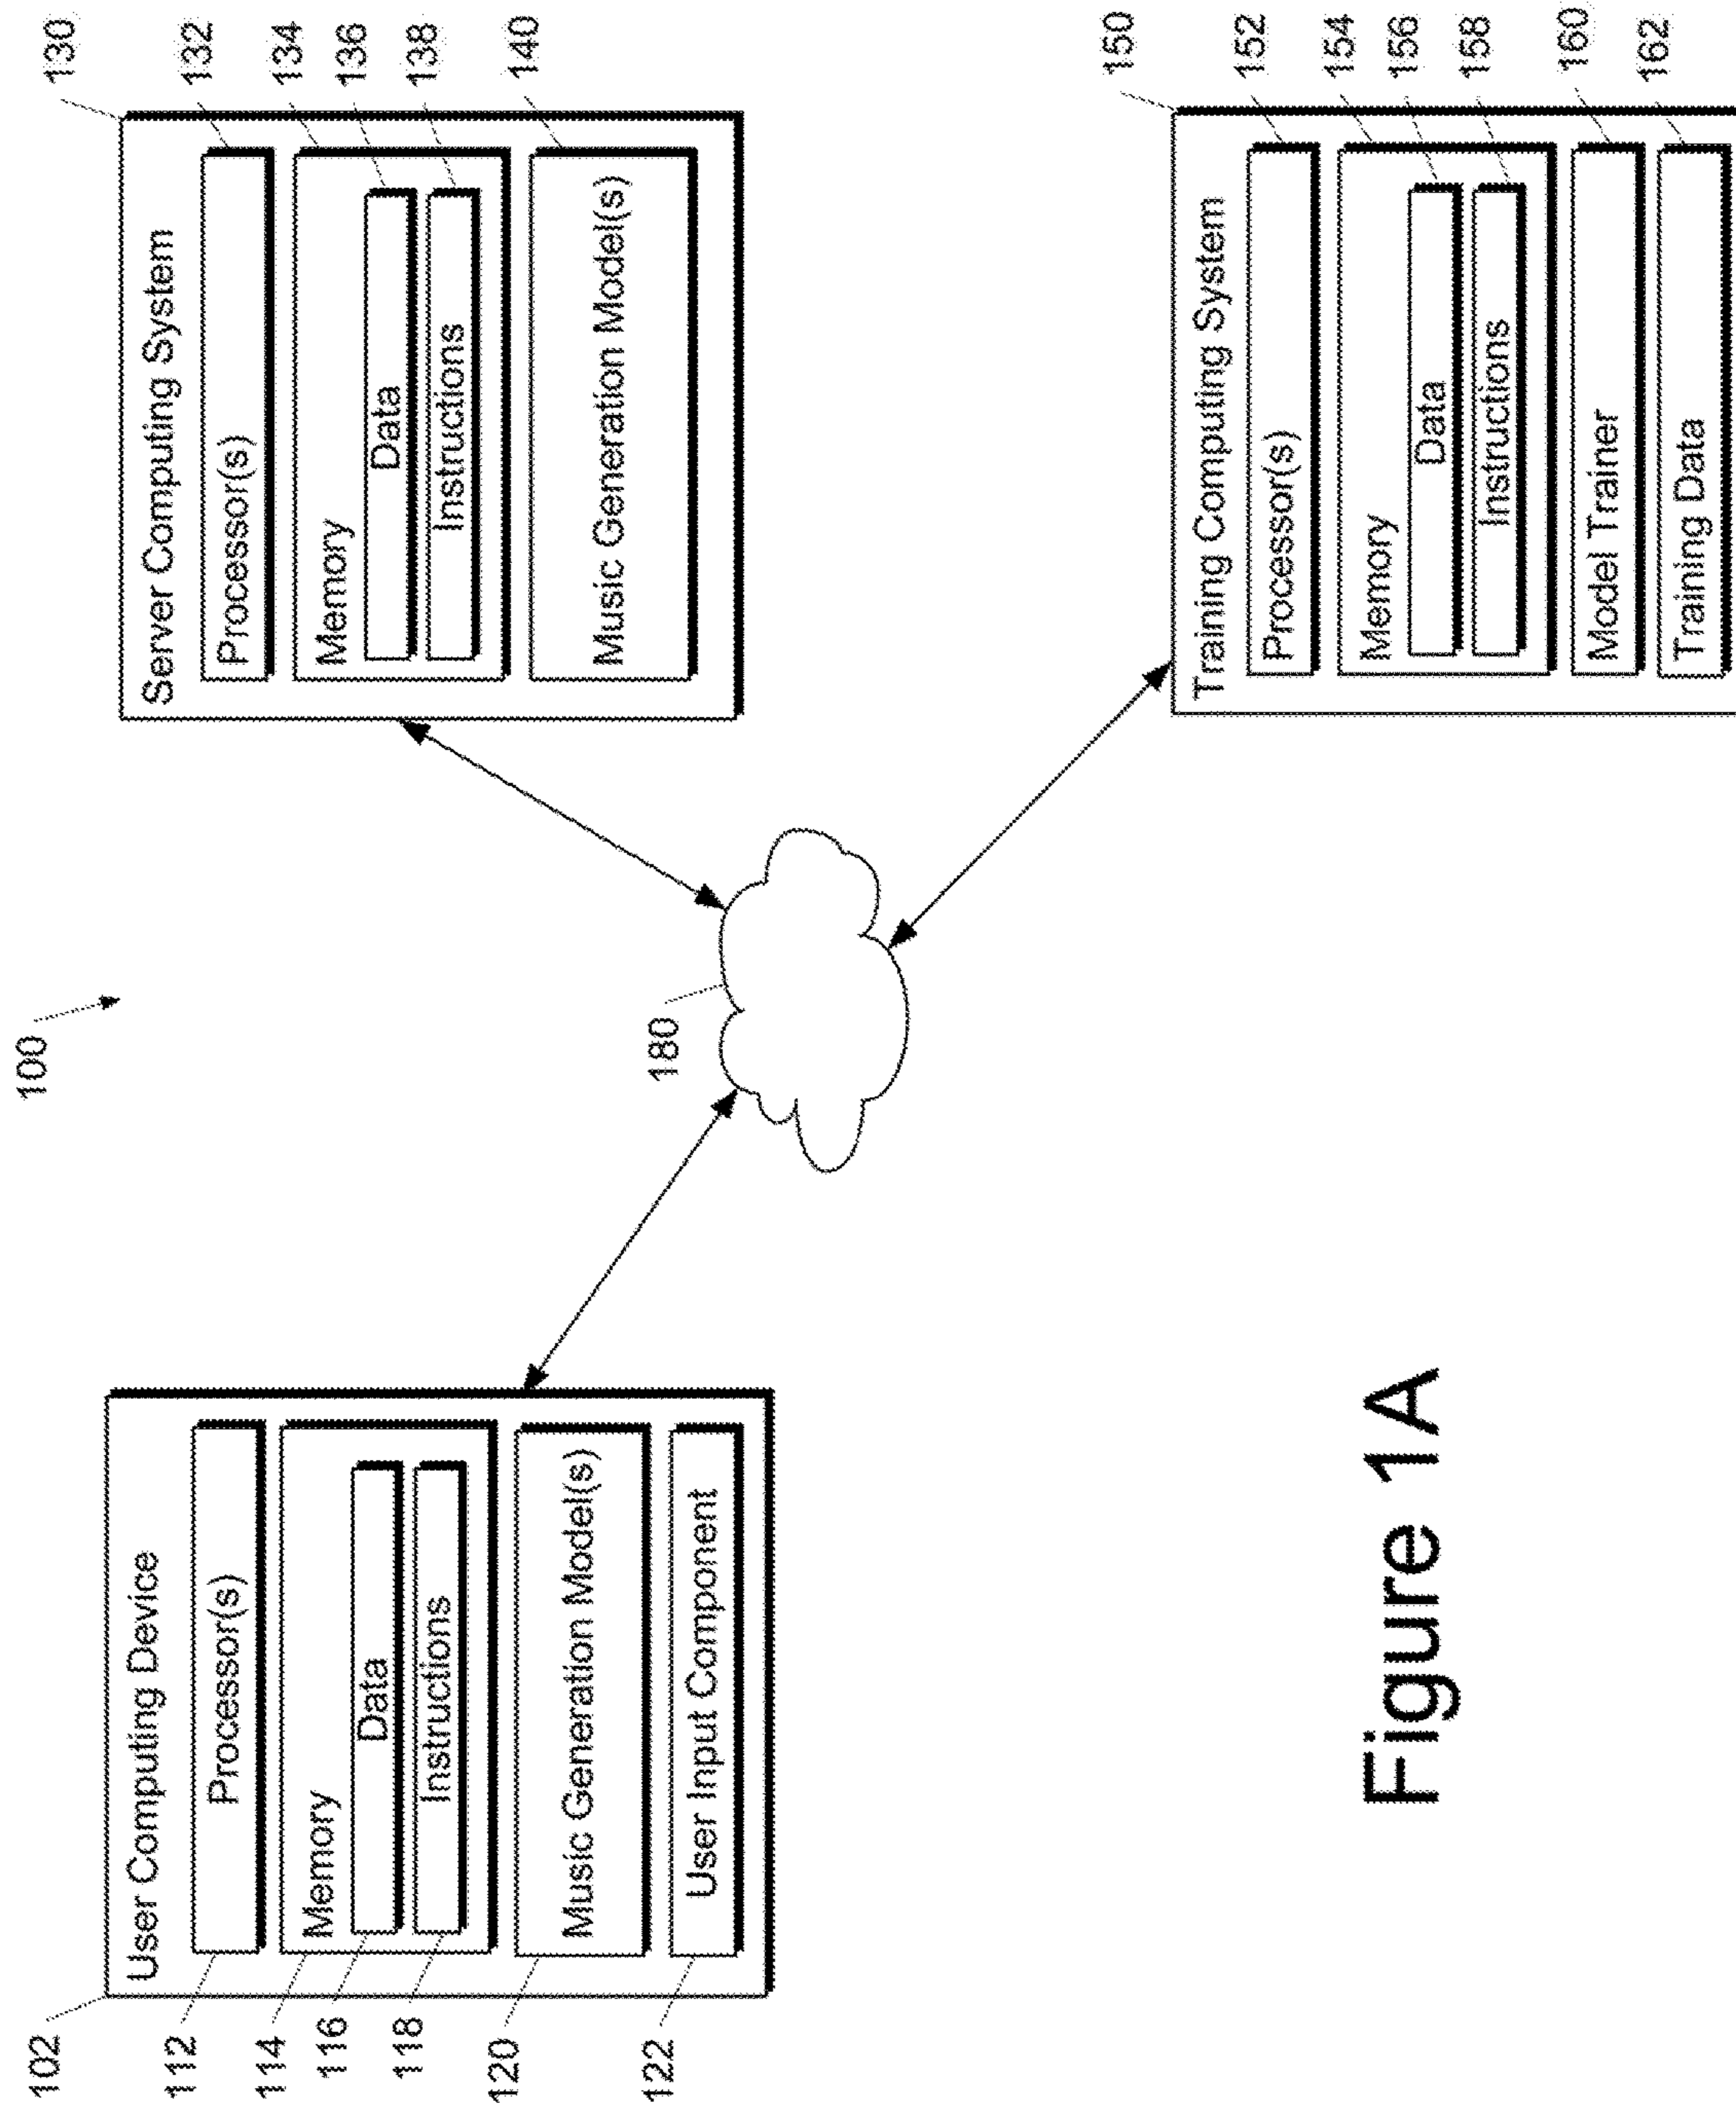 100
102
User Computing Device
112
Processor(s)
114
Memory
116
Data
118
Instructions
120
Music Generation Model(s)
122
User Input Component
180
130
Server Computing System
132
Processor(s)
134
Memory
136
Data
138
Instructions
140
Music Generation Model(s)
150
Training Computing System
152
Processor(s)
154
Memory
156
Data
158
Instructions
160
Model Trainer
162
Training Data
Figure 1A